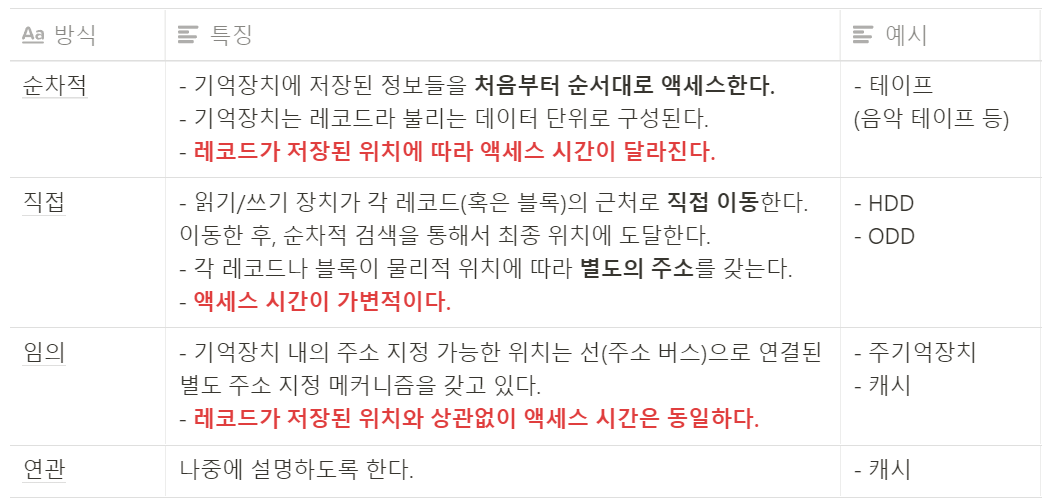 Aa 방식 특징 예시
순차적 - 기억장치에 저장된 정보들을 처음부터 순서대로 액세스한다. - 테이프
- 기억장치는 레코드라 불리는 데이터 단위로 구성된다. (음악 테이프 등)
- 레코드가 저장된 위치에 따라 액세스 시간이 달라진다.
직접 - 읽기/쓰기 장치가 각 레코드(혹은 블록)의 근처로 직접 이동한다. - HDD
이동한 후, 순차적 검색을 통해서 최종 위치에 도달한다. - ODD
- 각 레코드나 블록이 물리적 위치에 따라 별도의 주소를 갖는다.
- 액세스 시간이 가변적이다.
임의 - 기억장치 내의 주소 지정 가능한 위치는 선(주소 버스)으로 연결된 - 주기억장치
별도 주소 지정 메커니즘을 갖고 있다. - 캐시
- 레코드가 저장된 위치와 상관없이 액세스 시간은 동일하다.
연관 나중에 설명하도록 한다. - 캐시